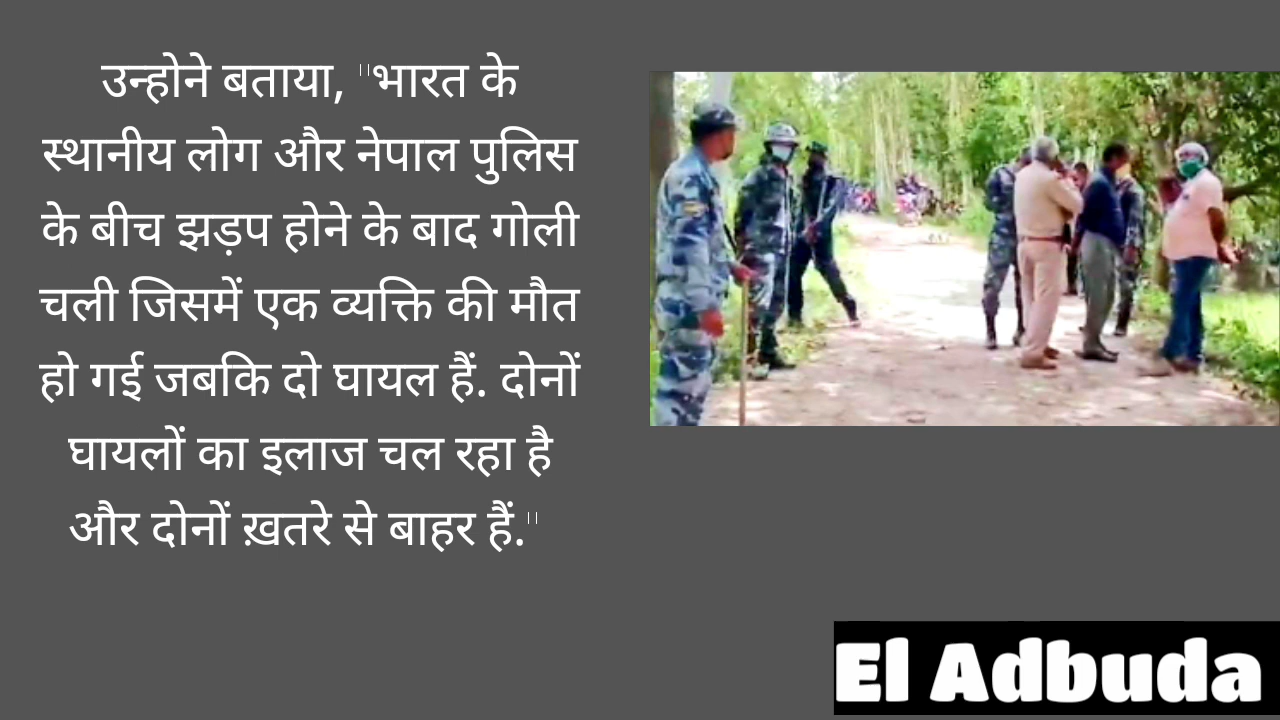 उन्होने बताया, "भारत के
स्थानीय लोग और नेपाल पुलिस
के बीच झड़प होने के बाद गोली
चली जिसमें एक व्यक्ति की मौत
हो गई जबकि दो घायल हैं. दोनों
घायलों का इलाज चल रहा है
और दोनों ख़तरे से बाहर हैं."
El Adbuda